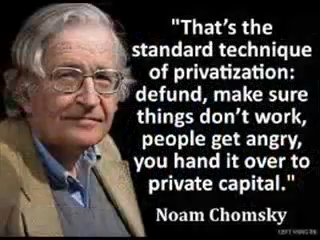 "That's the
standard technique
of privatization:
defund, make sure
things don't work,
people get angry,
you hand it over to
private capital."
Noam Chomsky